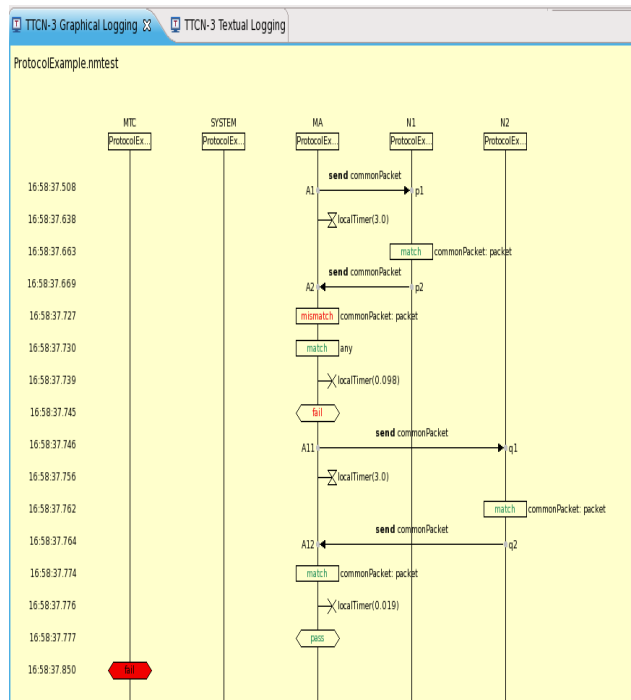 TTCN-3 Graphical Logging TTCN-3 Textual Logging
ProtocolExample.nmtest
MTC SYSTEM MA N1 N2
ProtocolEx... ProtocolEx... ProtocolEx... ProtocolEx... ProtocolEx...
send commonPacket
16:58:37.508 A1 p1
16:58:37.638 localTimer(3.0)
16:58:37.663 match commonPacket: packet
send commonPacket
16:58:37.669 A2 p2
16:58:37.727 mismatch commonPacket: packet
16:58:37.730 match any
16:58:37.739 localTimer(0.098)
16:58:37.745 fail
send commonPacket
16:58:37.746 A11 q1
16:58:37.756 localTimer(3.0)
16:58:37.762 match commonPacket: packet
send commonPacket
16:58:37.764 A12 q2
16:58:37.774 match commonPacket: packet
16:58:37.776 localTimer(0.019)
16:58:37.777 pass
16:58:37.850 fail